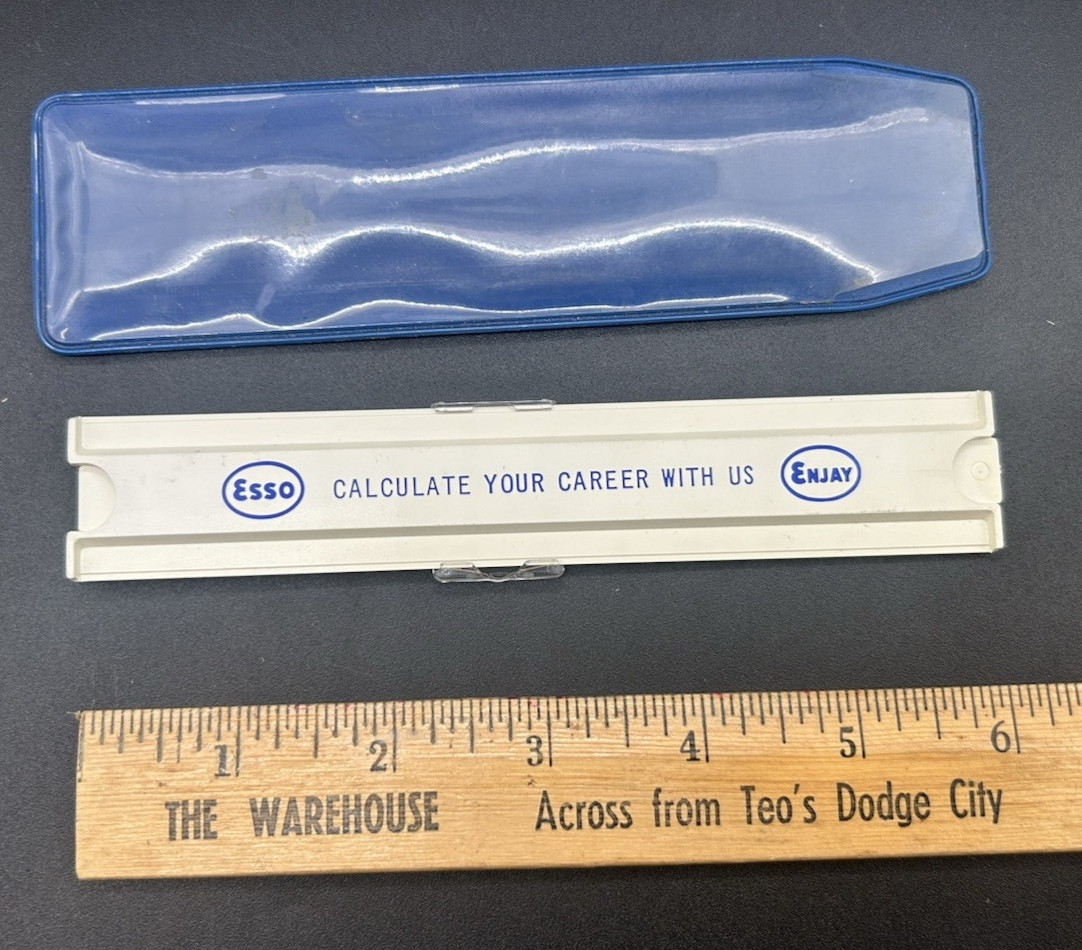 Esso CALCULATE YOUR CAREER WITH US ENJAY
1 2 3 4 5 6
THE WAREHOUSE Across from Teo's Dodge City